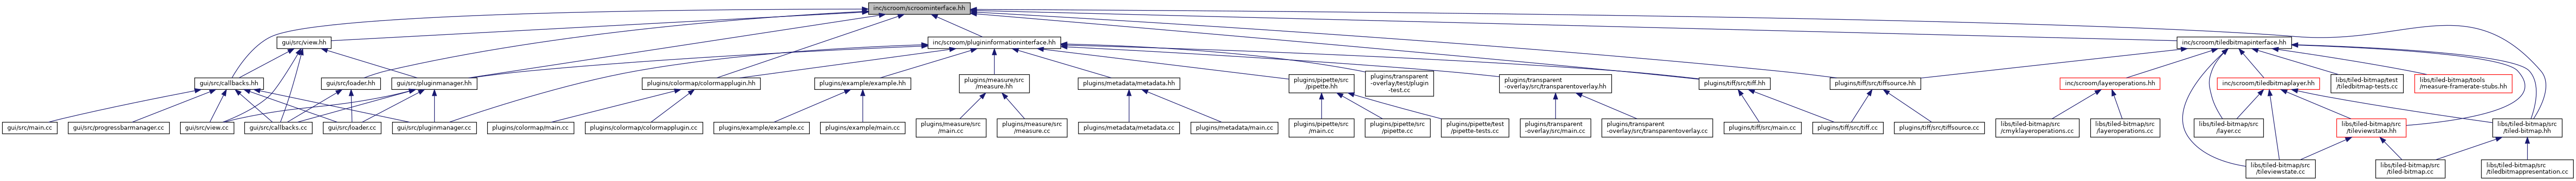 inc/scroom/scroominterface.hh
gui/src/view.hh
inc/scroom/plugininformationinterface.hh
inc/scroom/tiledbitmapinterface.hh
gui/src/callbacks.hh
gui/src/loader.hh
gui/src/pluginmanager.hh
plugins/colormap/colormapplugin.hh
plugins/example/example.hh
plugins/measure/src
/measure.hh
plugins/metadata/metadata.hh
plugins/pipette/src
/pipette.hh
plugins/transparent
-overlay/test/plugin
-test.cc
plugins/transparent
-overlay/src/transparentoverlay.hh
plugins/tiff/src/tiff.hh
plugins/tiff/src/tiffsource.hh
inc/scroom/layeroperations.hh
inc/scroom/tiledbitmaplayer.hh
libs/tiled-bitmap/test
/tiledbitmap-tests.cc
libs/tiled-bitmap/tools
/measure-framerate-stubs.hh
gui/src/main.cc
gui/src/progressbarmanager.cc
gui/src/view.cc
gui/src/callbacks.cc
gui/src/loader.cc
gui/src/pluginmanager.cc
plugins/colormap/main.cc
plugins/colormap/colormapplugin.cc
plugins/example/example.cc
plugins/example/main.cc
plugins/measure/src
/main.cc
plugins/measure/src
/measure.cc
plugins/metadata/metadata.cc
plugins/metadata/main.cc
plugins/pipette/src
/main.cc
plugins/pipette/src
/pipette.cc
plugins/pipette/test
/pipette-tests.cc
plugins/transparent
-overlay/src/main.cc
plugins/transparent
-overlay/src/transparentoverlay.cc
plugins/tiff/src/main.cc
plugins/tiff/src/tiff.cc
plugins/tiff/src/tiffsource.cc
libs/tiled-bitmap/src
/cmyklayeroperations.cc
libs/tiled-bitmap/src
/layeroperations.cc
libs/tiled-bitmap/src
/layer.cc
libs/tiled-bitmap/src
/tileviewstate.hh
libs/tiled-bitmap/src
/tiled-bitmap.hh
libs/tiled-bitmap/src
/tileviewstate.cc
libs/tiled-bitmap/src
/tiled-bitmap.cc
libs/tiled-bitmap/src
/tiledbitmappresentation.cc